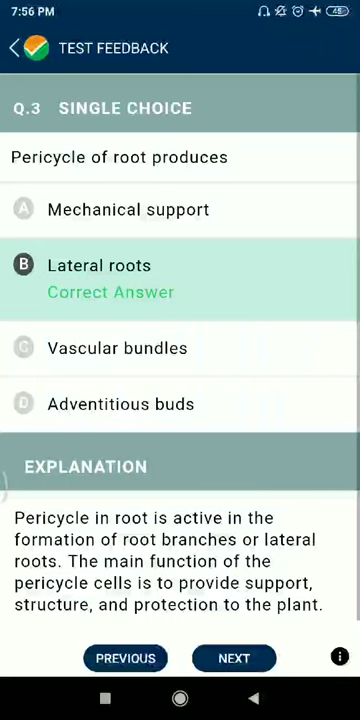 7:56 PM
48
TEST FEEDBACK
Q.3 SINGLE CHOICE
Pericycle of root produces
A Mechanical support
B Lateral roots
Correct Answer
C Vascular bundles
D Adventitious buds
EXPLANATION
Pericycle in root is active in the
formation of root branches or lateral
roots. The main function of the
pericycle cells is to provide support,
structure, and protection to the plant.
PREVIOUS NEXT